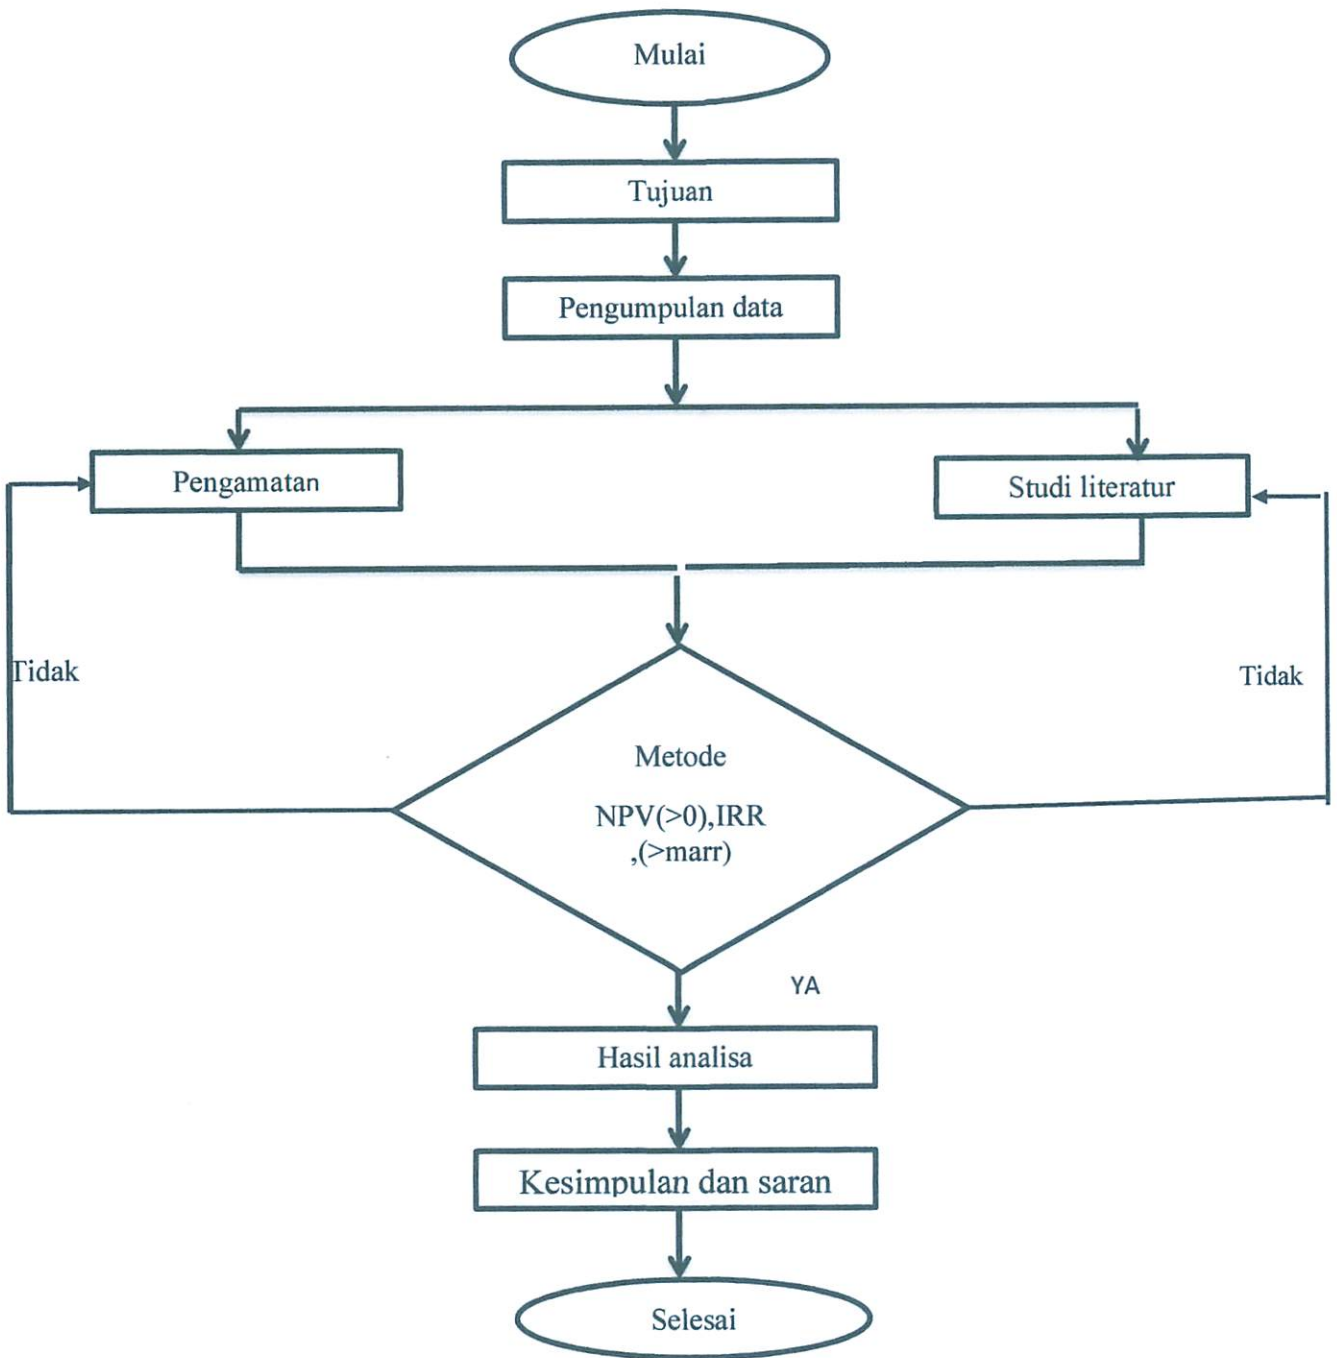 Mulai
Tujuan
Pengumpulan data
Pengamatan
Studi literatur
Tidak
Tidak
Metode
NPV(>0),IRR
,(>marr)
YA
Hasil analisa
Kesimpulan dan saran
Selesai